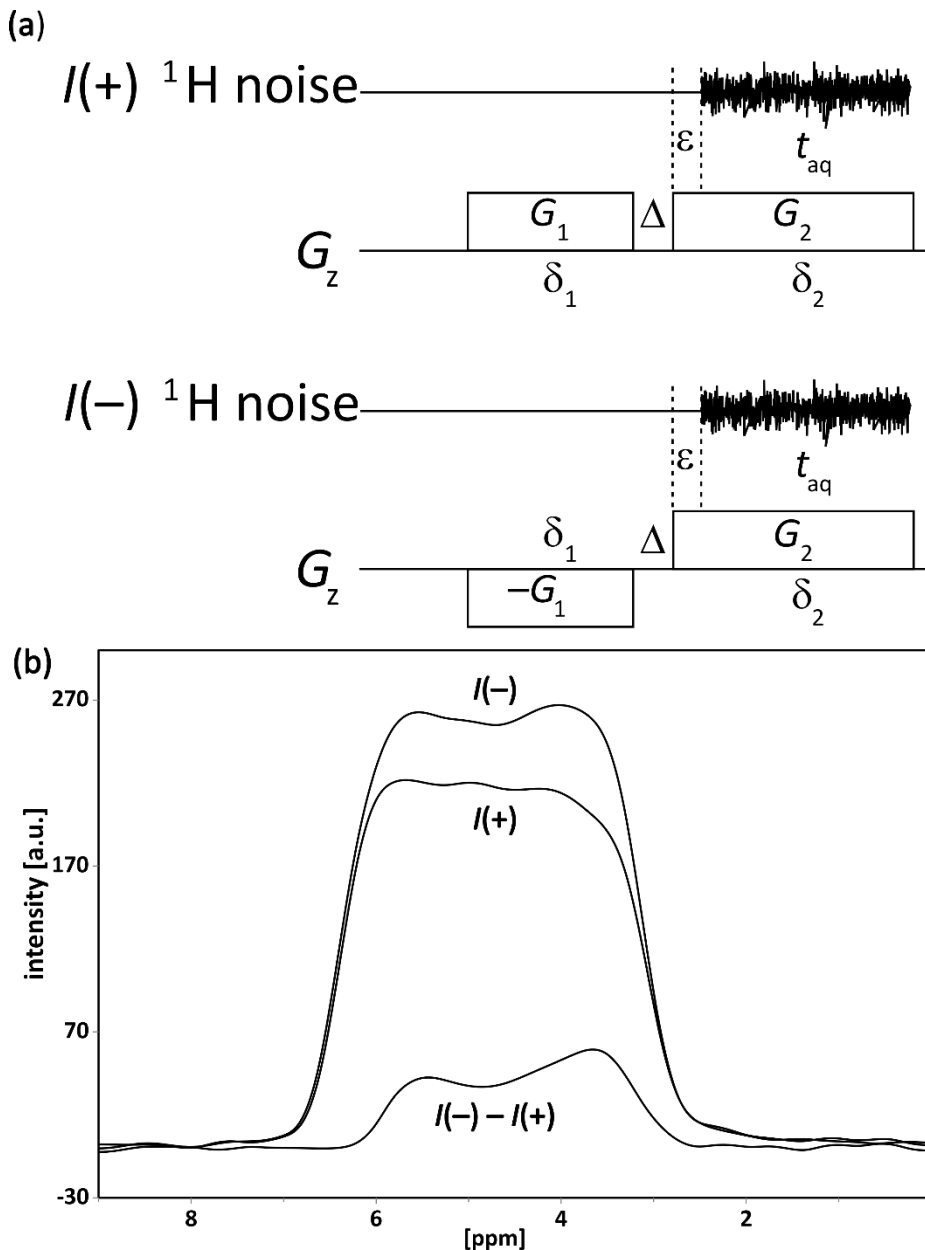 (a)
I(+) ¹H noise
ε
t_aq
G₁ Δ G₂
G_z
δ₁ δ₂
I(–) ¹H noise
ε
t_aq
δ₁ Δ G₂
G_z
–G₁ δ₂
(b)
270
I(–)
I(+)
170
intensity [a.u.]
70
I(–) – I(+)
-30
8 6 4 2
[ppm]